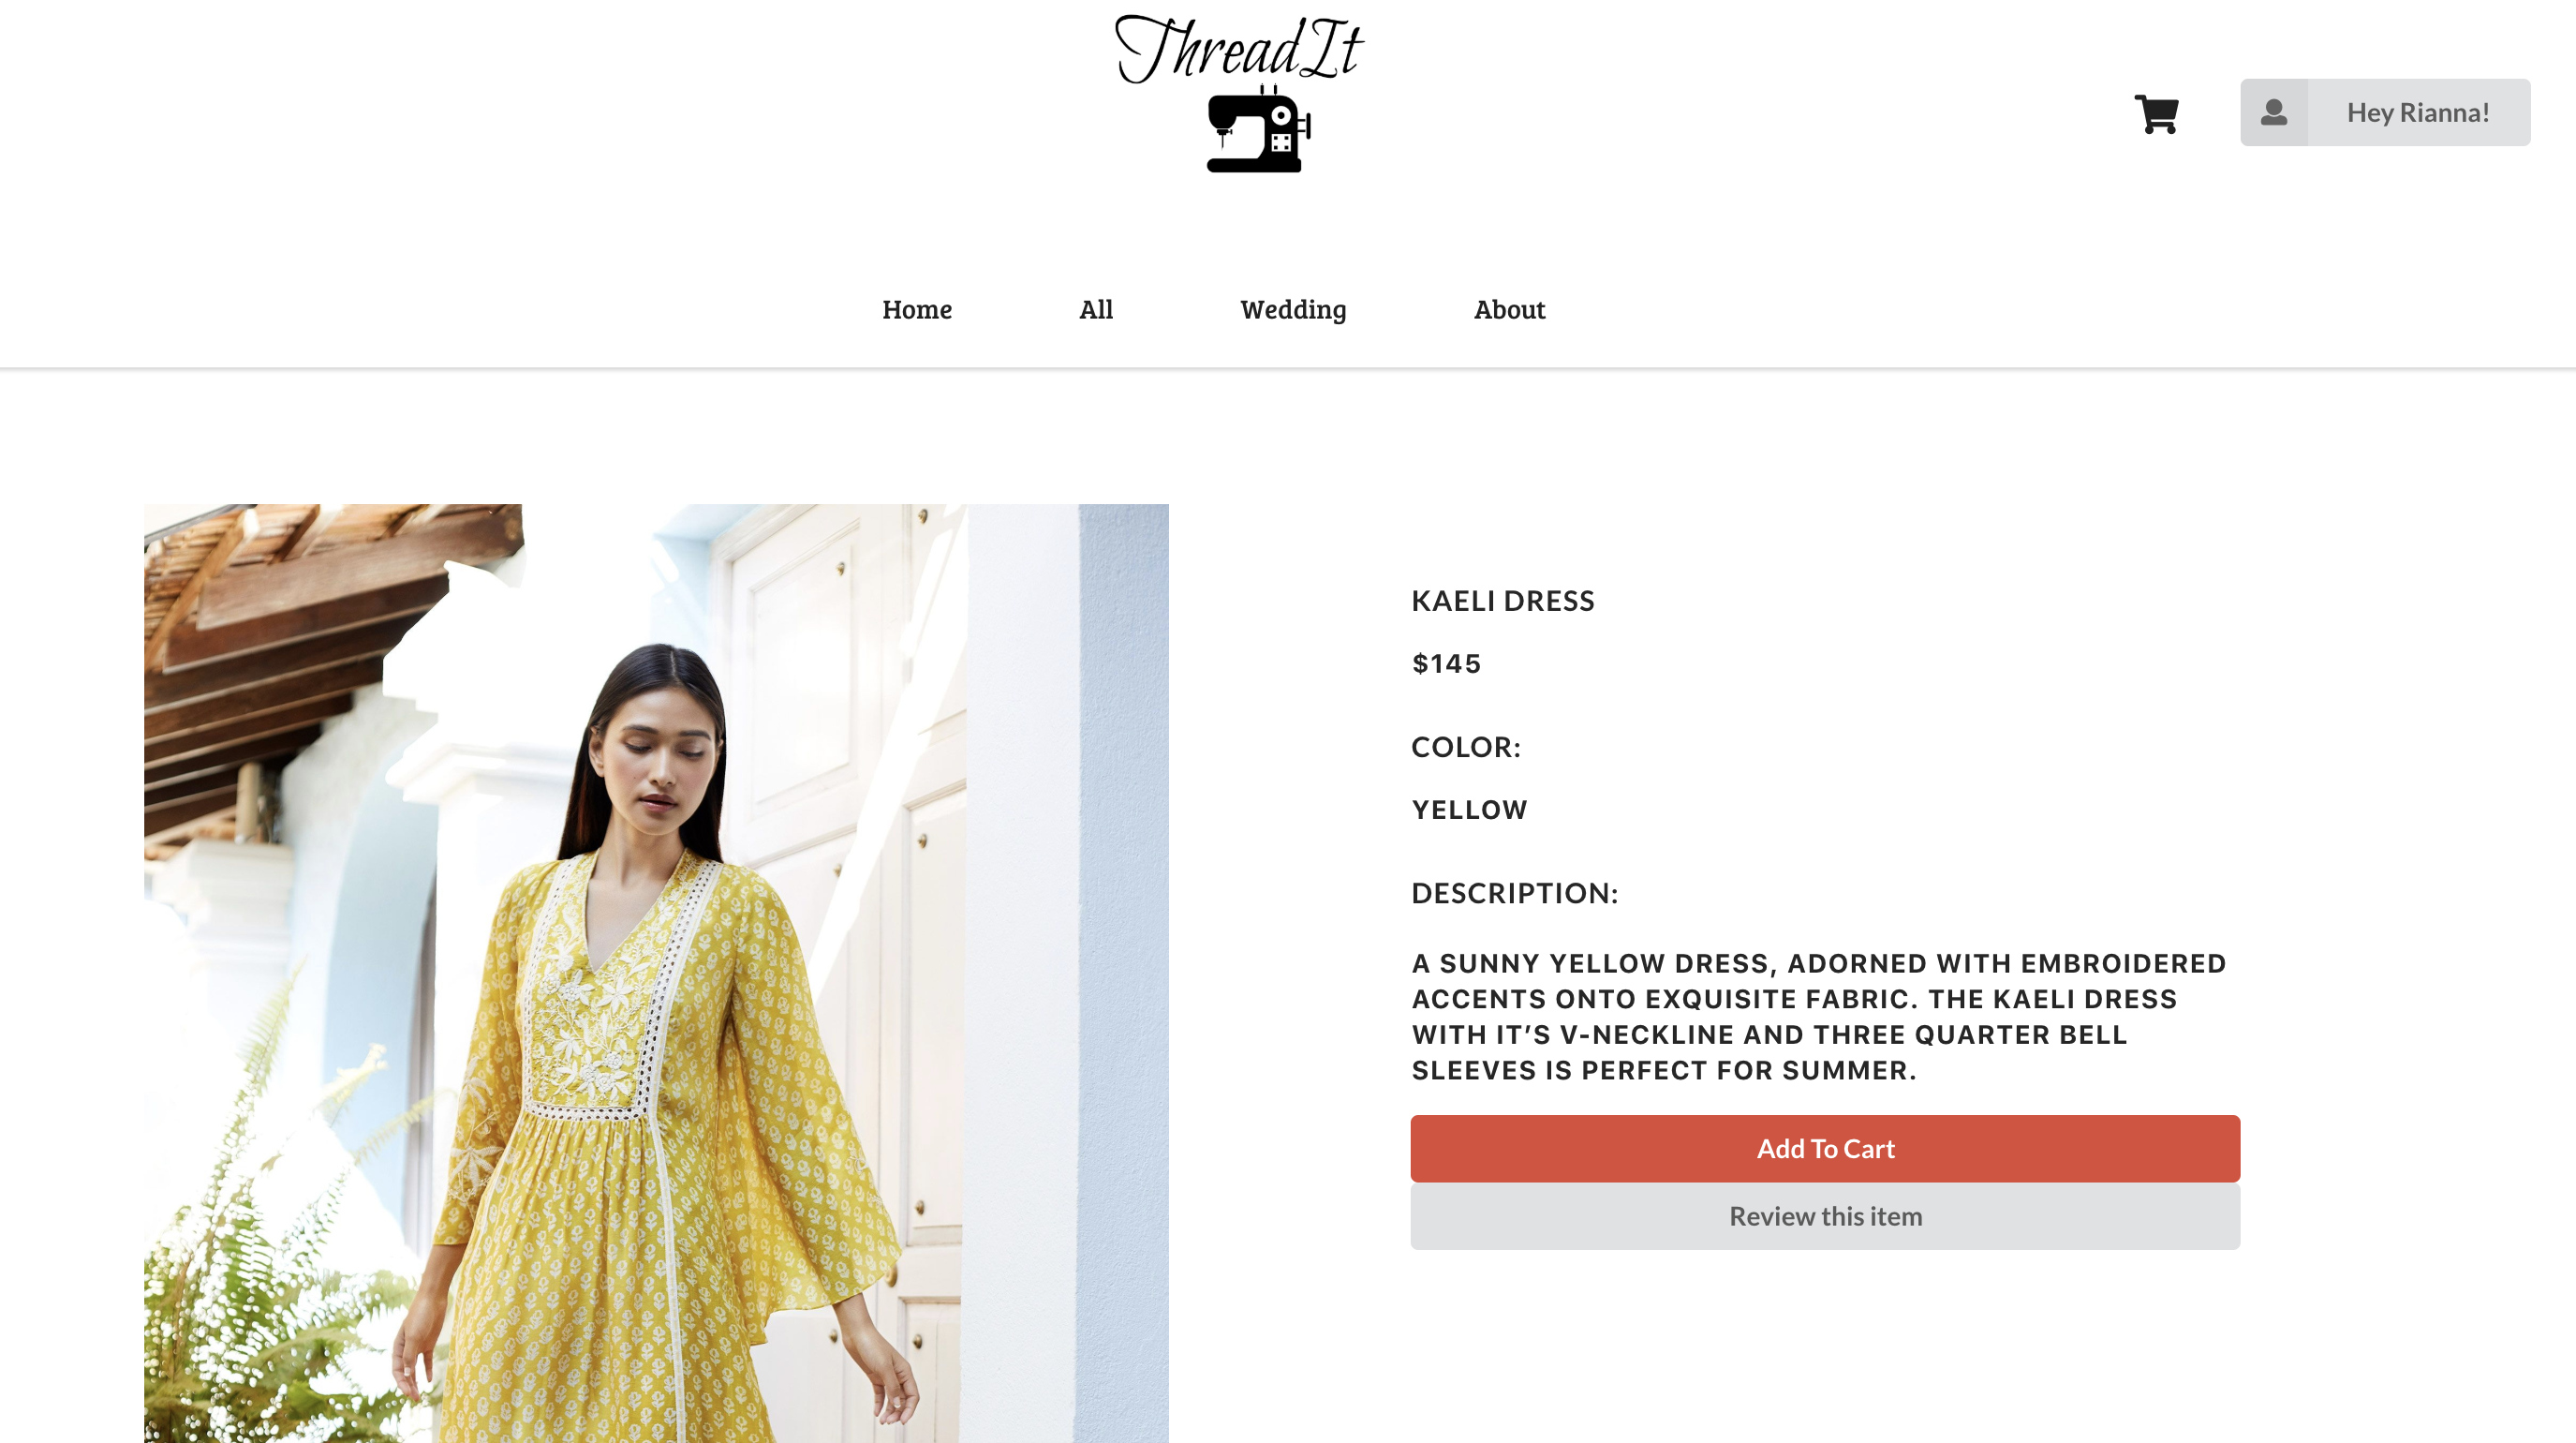 ThreadIt
Hey Rianna!
Home All Wedding About
KAELI DRESS
$145
COLOR:
YELLOW
DESCRIPTION:
A SUNNY YELLOW DRESS, ADORNED WITH EMBROIDERED
ACCENTS ONTO EXQUISITE FABRIC. THE KAELI DRESS
WITH IT’S V-NECKLINE AND THREE QUARTER BELL
SLEEVES IS PERFECT FOR SUMMER.
Add To Cart
Review this item